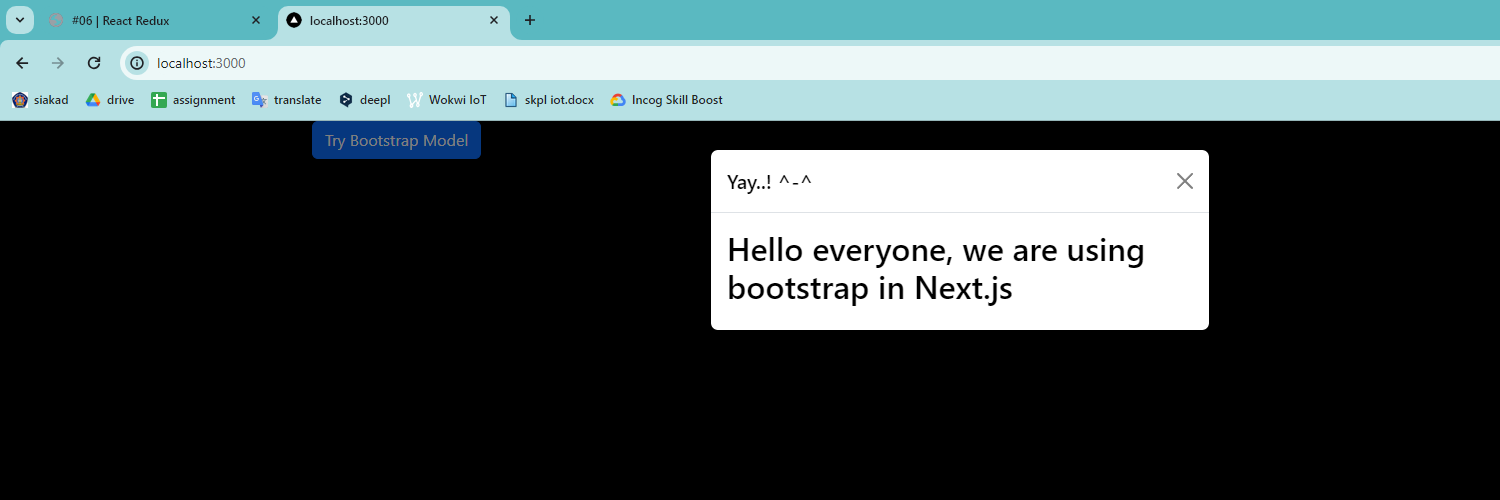 #06 | React Redux
localhost:3000
localhost:3000
siakad
drive
assignment
translate
deepl
Wokwi IoT
skpl iot.docx
Incog Skill Boost
Try Bootstrap Model
Yay..! ^-^
Hello everyone, we are using
bootstrap in Next.js